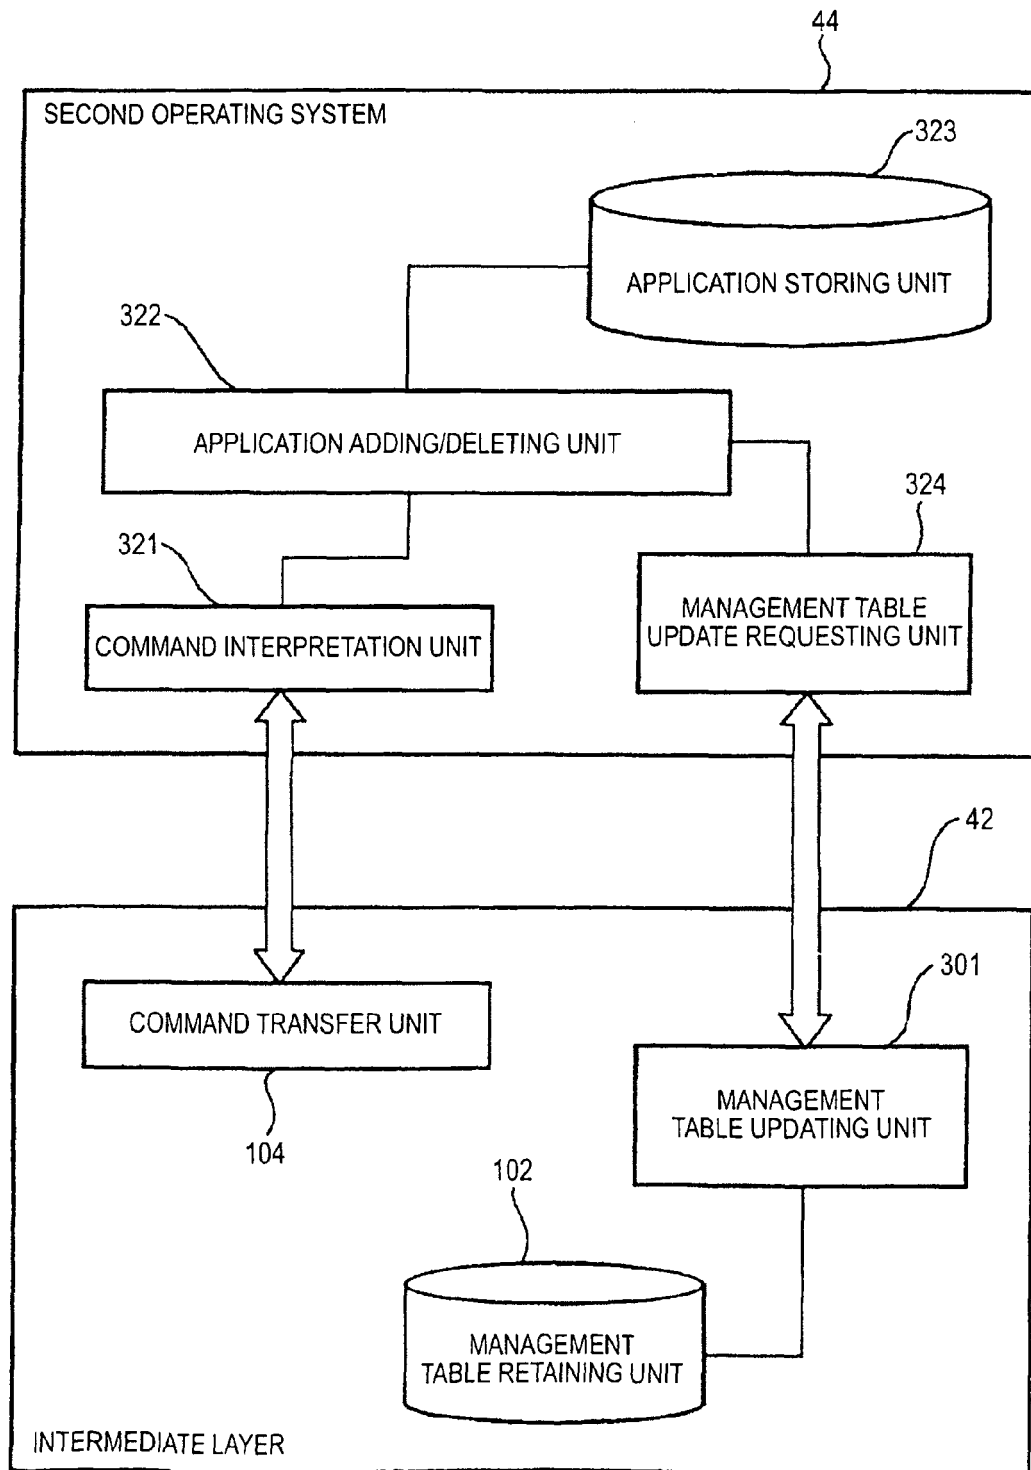 44
SECOND OPERATING SYSTEM
323
APPLICATION STORING UNIT
322
APPLICATION ADDING/DELETING UNIT
324
321
MANAGEMENT TABLE
UPDATE REQUESTING UNIT
COMMAND INTERPRETATION UNIT
42
301
COMMAND TRANSFER UNIT
MANAGEMENT
TABLE UPDATING UNIT
104
102
MANAGEMENT
TABLE RETAINING UNIT
INTERMEDIATE LAYER